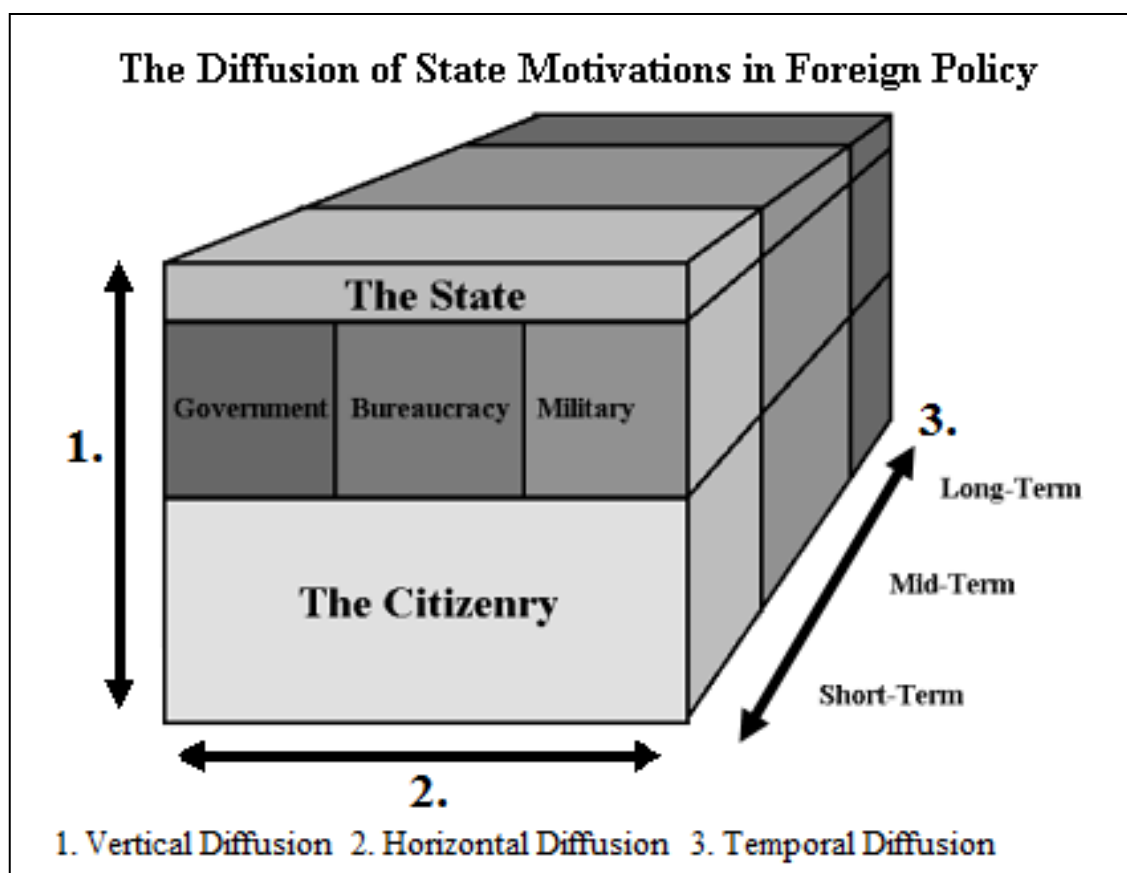 The Diffusion of State Motivations in Foreign Policy
The State
Government Bureaucracy Military
1.
3.
Long-Term
Mid-Term
The Citizenry
Short-Term
2.
1. Vertical Diffusion 2. Horizontal Diffusion 3. Temporal Diffusion